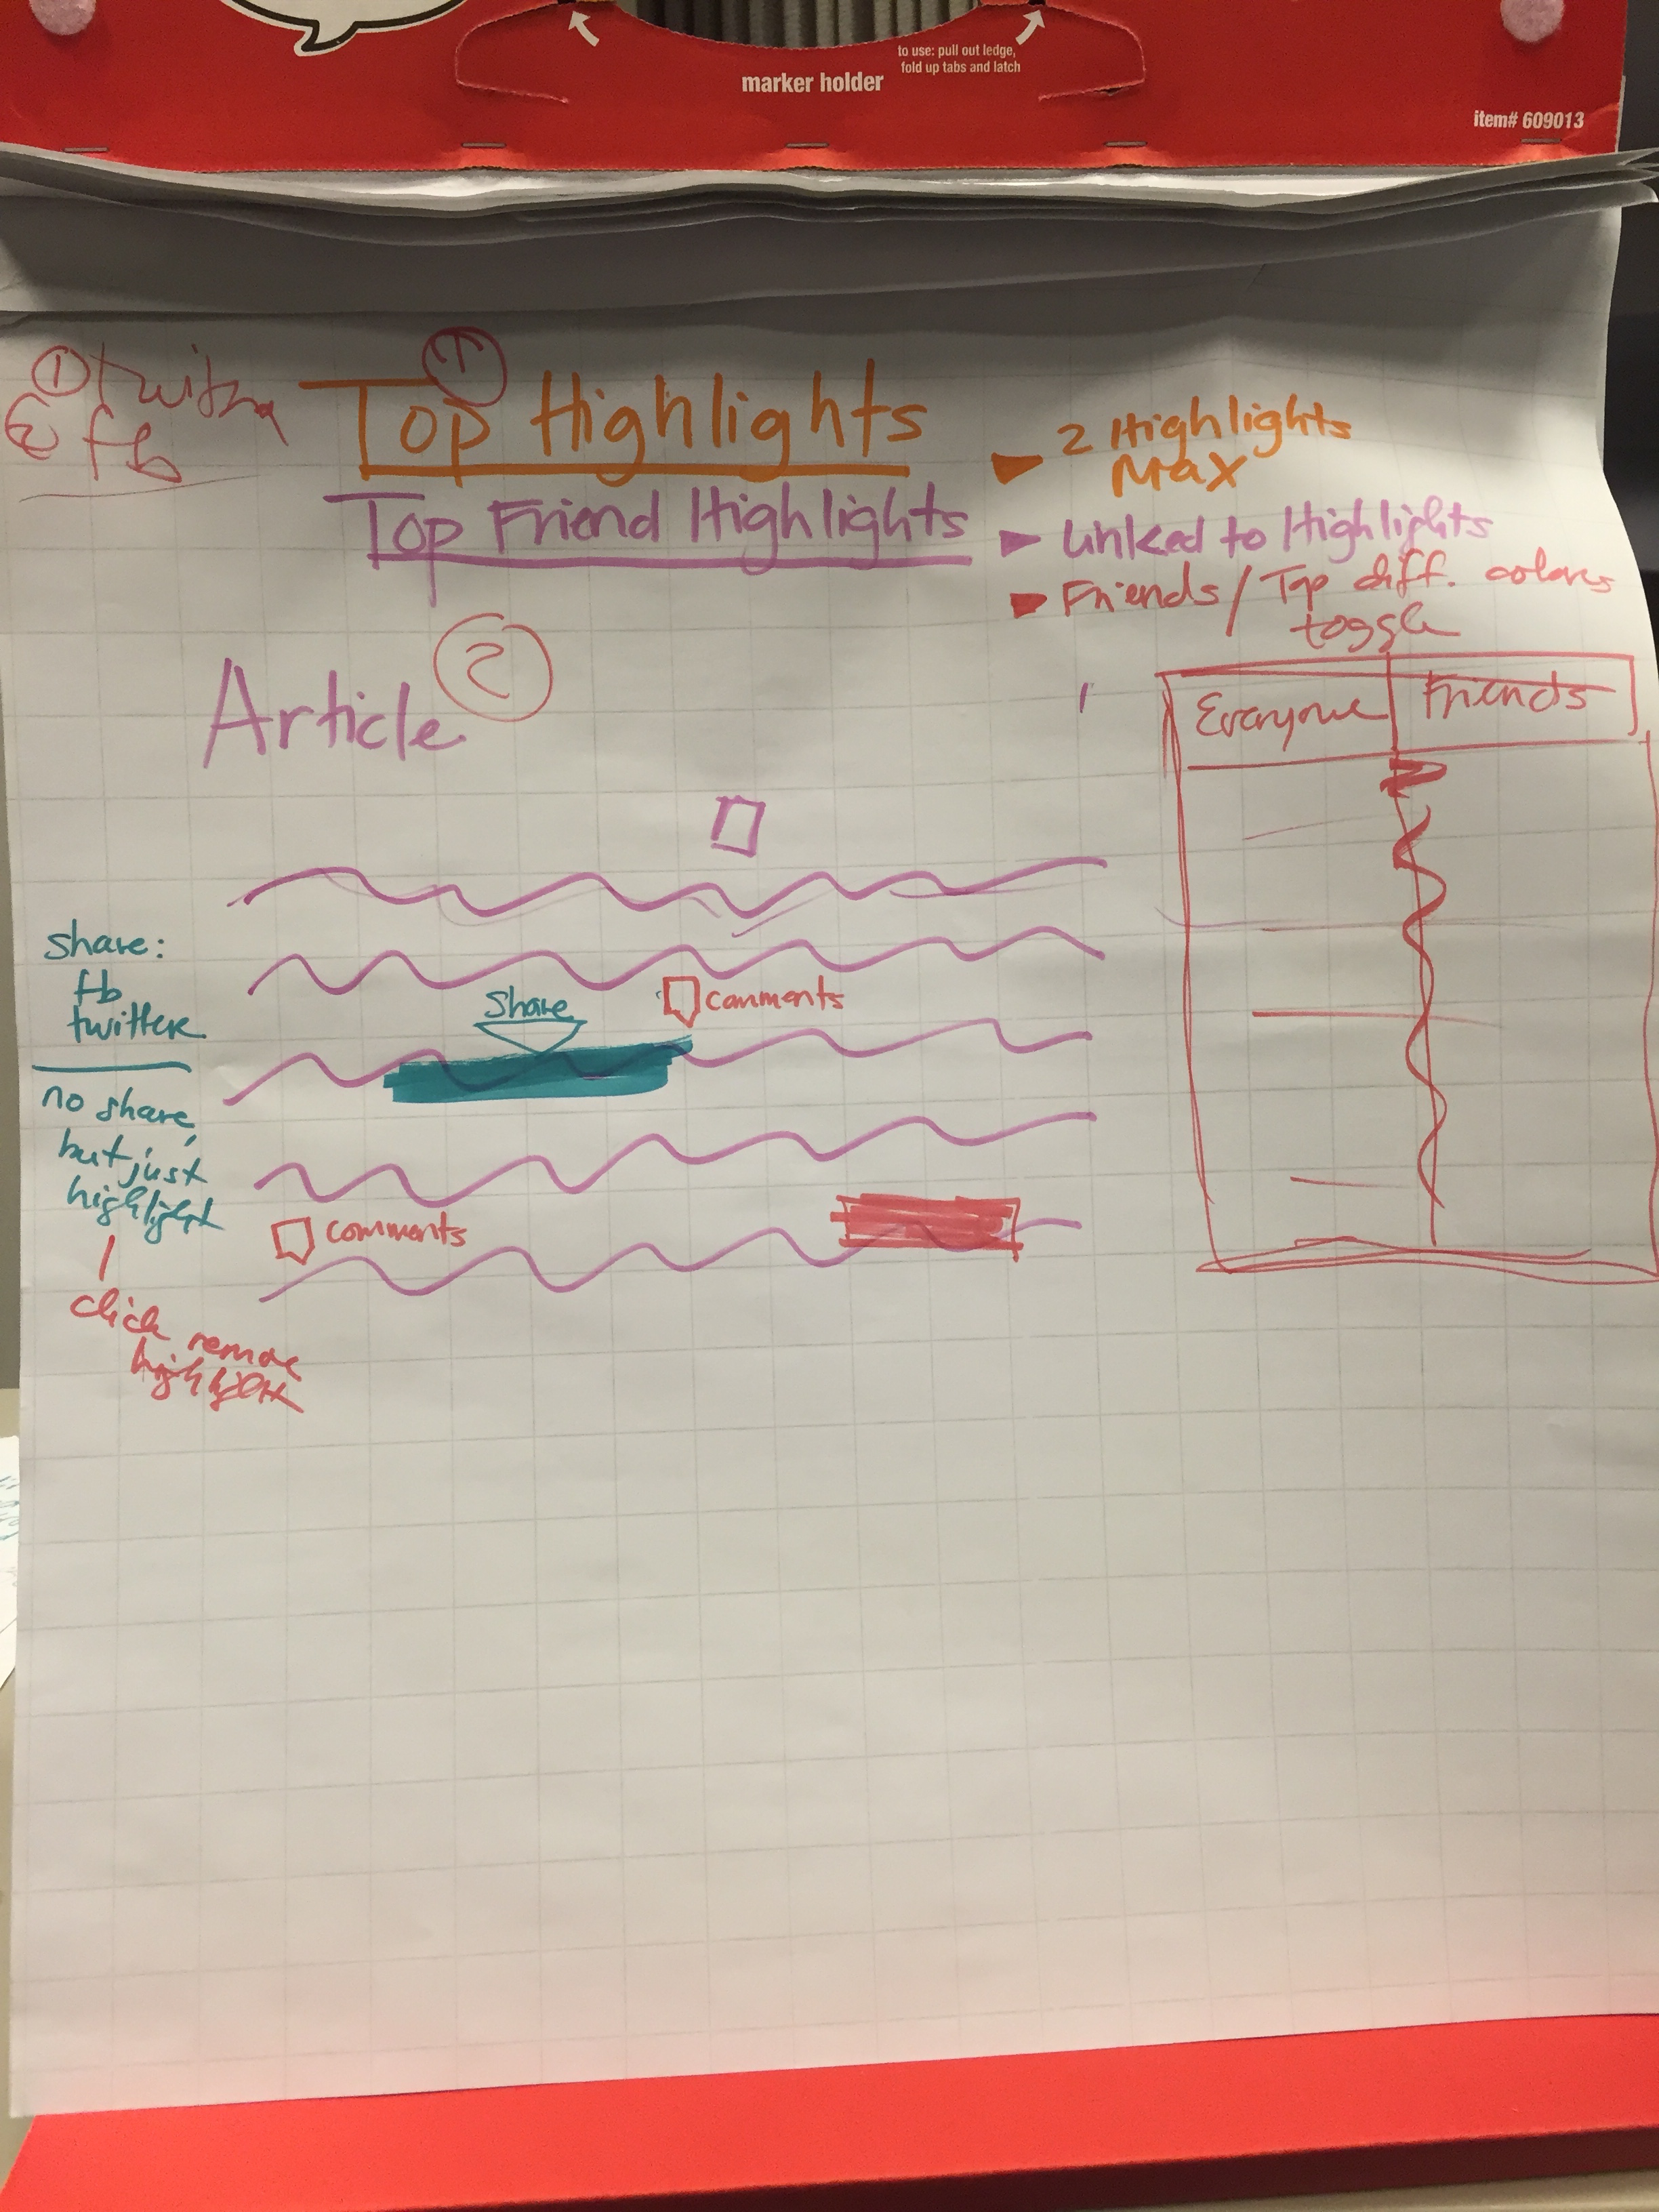 to use: pull out ledge,
fold up tabs and latch
marker holder
item# 609013
① twitter
② fb
①
Top Highlights
2 Highlights
Max
Top Friend Highlights
Linked to Highlights
Friends / Top diff. colors
toggle
Article
②
Everyone
Friends
share:
fb
twitter
Share
comments
no share,
but just
highlight
comments
click remove
highlight